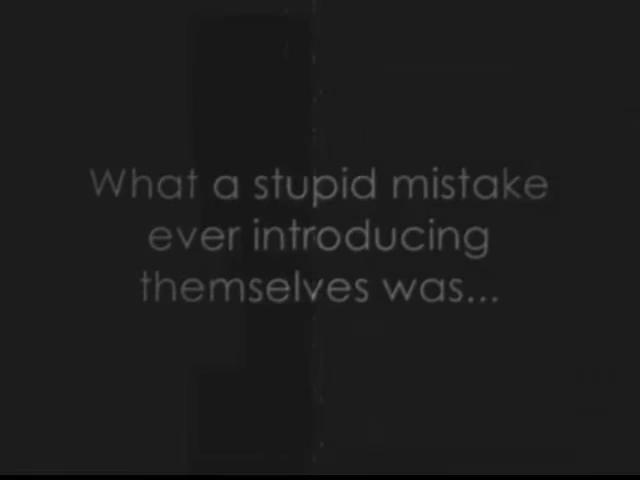 What a stupid mistake
ever introducing
themselves was...